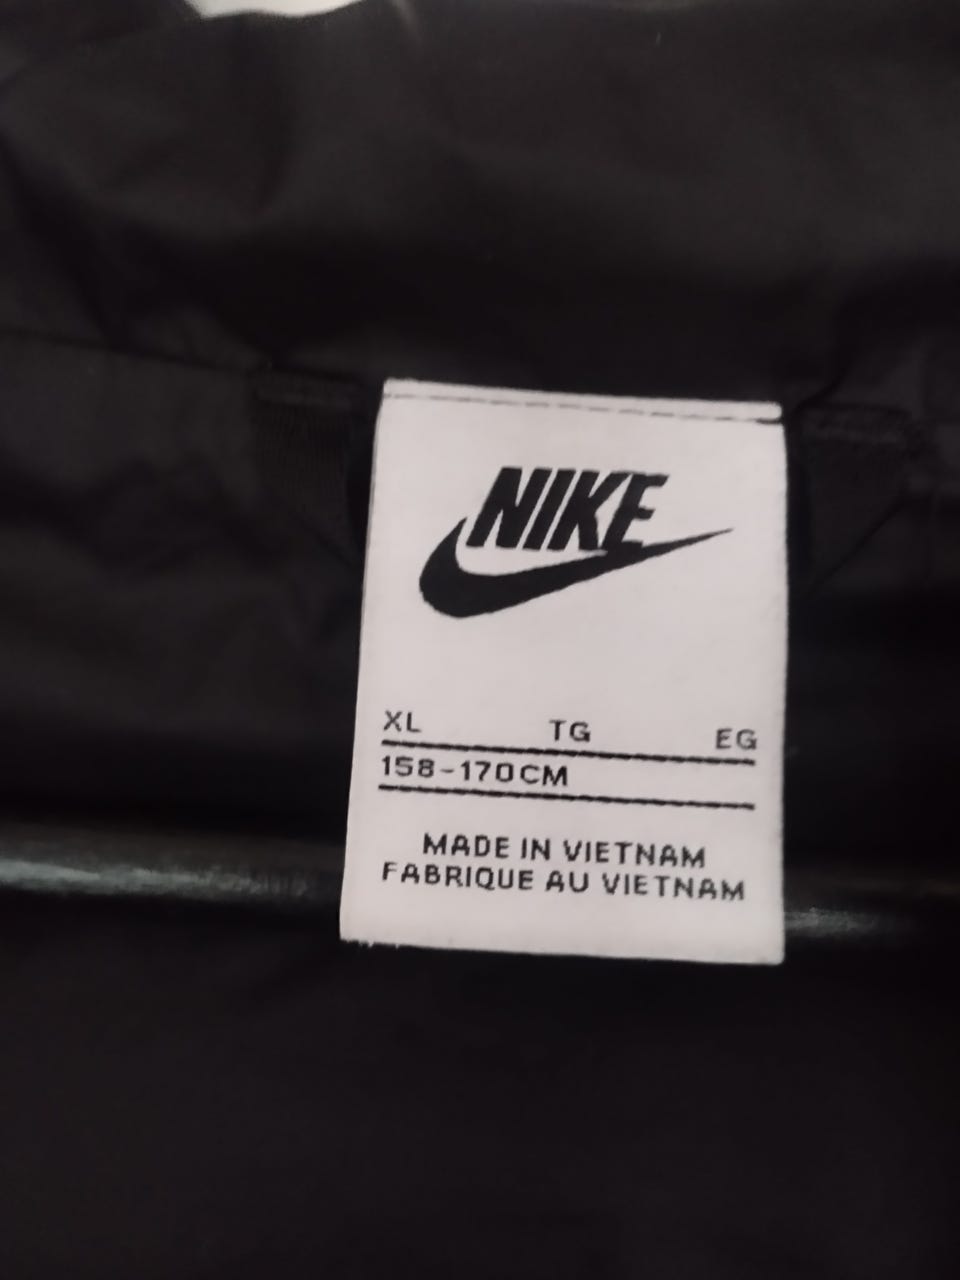 NIKE
XL TG EG
158-170CM
MADE IN VIETNAM
FABRIQUE AU VIETNAM